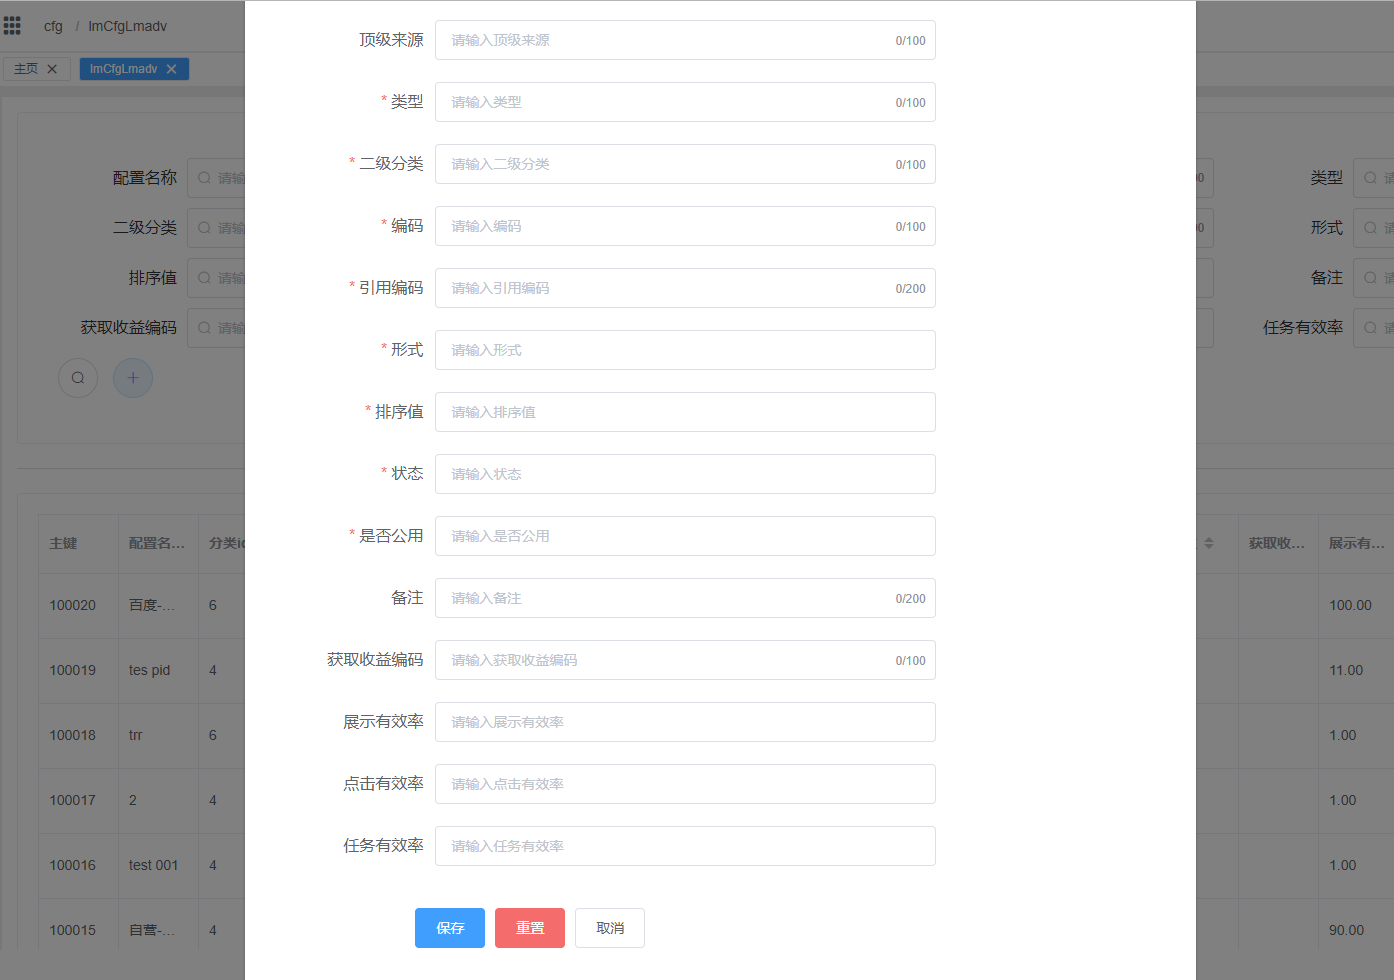 cfg / lmCfgLmadv
主页
lmCfgLmadv
顶级来源 请输入顶级来源 0/100
* 类型 请输入类型 0/100
* 二级分类 请输入二级分类 0/100
* 编码 请输入编码 0/100
* 引用编码 请输入引用编码 0/200
* 形式 请输入形式
* 排序值 请输入排序值
* 状态 请输入状态
* 是否公用 请输入是否公用
备注 请输入备注 0/200
获取收益编码 请输入获取收益编码 0/100
展示有效率 请输入展示有效率
点击有效率 请输入点击有效率
任务有效率 请输入任务有效率
保存 重置 取消
配置名称 请输
类型 请
二级分类 请输
形式 请
排序值 请输
备注 请
获取收益编码 请输
任务有效率 请
主键 配置名... 分类id 获取收... 展示有...
100020 百度-... 6 100.00
100019 tes pid 4 11.00
100018 trr 6 1.00
100017 2 4 1.00
100016 test 001 4 1.00
100015 自营-... 4 90.00